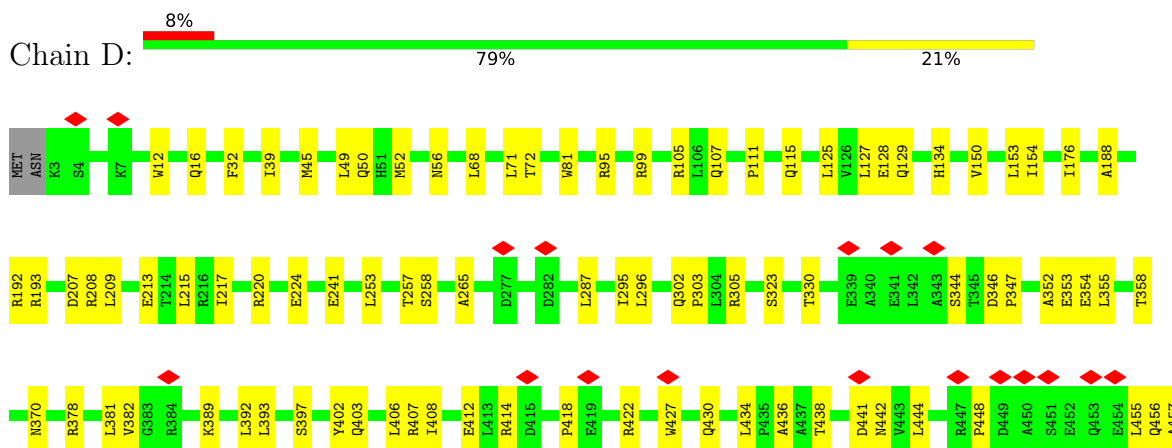 8%
Chain D:
79% 21%
MET ASN K3 S4 K7 W12 Q16 F32 I39 M45 L49 Q50 H51 M52 N56 L68 L71 T72 W81 R95 R99 R105 L106 Q107 P111 Q115 L125 V126 L127 E128 Q129 H134 V150 L153 I154 I176 A188
R192 R193 D207 R208 L209 E213 T214 L215 R216 I217 R220 E224 E241 L253 T257 S258 A265 D277 D282 L287 I295 L296 Q302 P303 L304 R305 S323 T330 E339 A340 E341 L342 A343 S344 T345 D346 P347 A352 E353 E354 L355 T358
N370 R378 L381 V382 G383 R384 K389 L392 L393 S397 Y402 Q403 L406 R407 I408 E412 L413 R414 D415 P418 E419 R422 W427 Q430 L434 P435 A436 A437 T438 D441 N442 V443 L444 R447 P448 D449 A450 S451 E452 Q453 E454 L455 Q456 A457